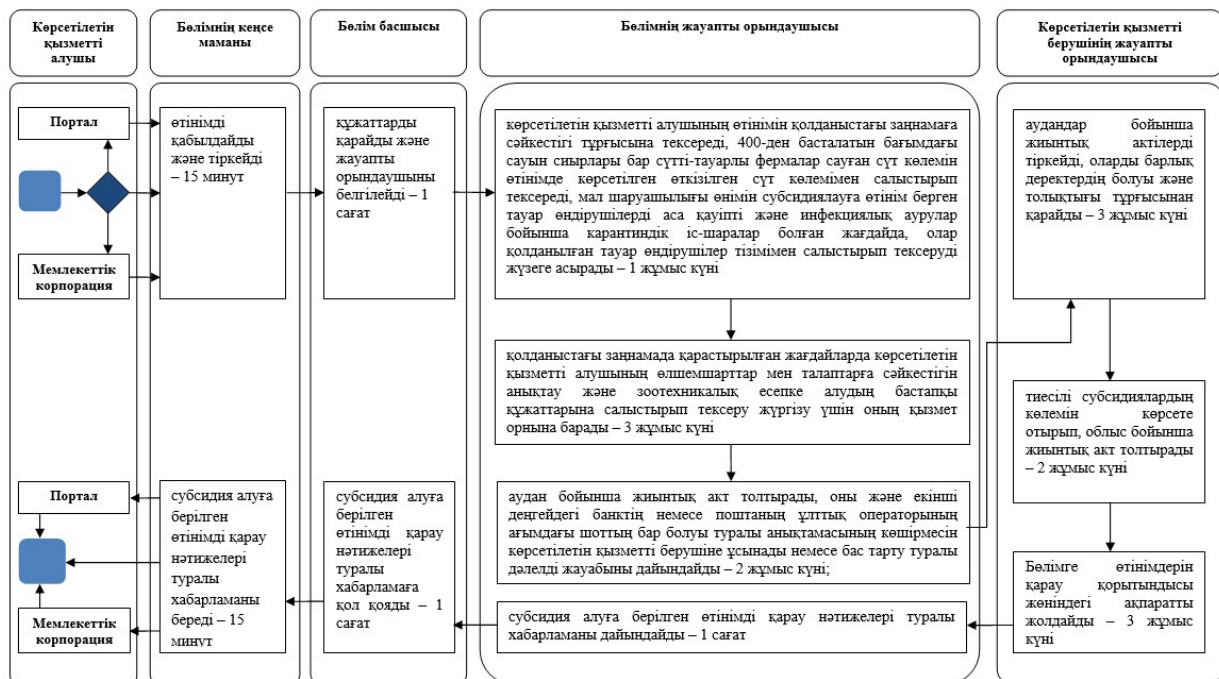 Көрсетілетін
қызметті
алушы
Бөлімнің кеңсе
маманы
Бөлім басшысы
Бөлімнің жауапты орындаушысы
Көрсетілетін қызметті
берушінің жауапты
орындаушысы
Портал
Мемлекеттік
корпорация
өтінімді
қабылдайды
және тіркейді
– 15 минут
құжаттарды
қарайды және
жауапты
орындаушыны
белгілейді – 1
сағат
көрсетілетін қызметті алушының өтінімін қолданыстағы заңнамаға
сәйкестігі тұрғысына тексереді, 400-ден басталатын бағымдағы
сауын сиырлары бар сүтті-тауарлы фермалар сауған сүт көлемін
өтінімде көрсетілген өткізілген сүт көлемімен салыстырып
тексереді, мал шаруашылығы өнімін субсидиялауға өтінім берген
тауар өндірушілерді аса қауіпті және инфекциялық аурулар
бойынша карантиндік іс-шаралар болған жағдайда, олар
қолданылған тауар өндірушілер тізімімен салыстырып тексеруді
жүзеге асырады – 1 жұмыс күні
аудандар бойынша
жиынтық актілерді
тіркейді, оларды барлық
деректердің болуы және
толықтығы тұрғысынан
қарайды – 3 жұмыс күні
қолданыстағы заңнамада қарастырылған жағдайларда көрсетілетін
қызметті алушының өлшемшарттар мен талаптарға сәйкестігін
анықтау және зоотехникалық есепке алудың бастапқы
құжаттарына салыстырып тексеру жүргізу үшін оның қызмет
орнына барады – 3 жұмыс күні
тиесілі субсидиялардың
көлемін көрсете
отырып, облыс бойынша
жиынтық акт толтырады
– 2 жұмыс күні
Портал
Мемлекеттік
корпорация
субсидия алуға
берілген
өтінімді қарау
нәтижелері
туралы
хабарламаны
береді – 15
минут
субсидия алуға
берілген
өтінімді қарау
нәтижелері
туралы
хабарламаға
қол қояды – 1
сағат
аудан бойынша жиынтық акт толтырады, оны және екінші
деңгейдегі банктің немесе поштаның ұлттық операторының
ағымдағы шоттың бар болуы туралы анықтамасының көшірмесін
көрсетілетін қызметті берушіне ұсынады немесе бас тарту туралы
дәлелді жауабыны дайындайды – 2 жұмыс күні;
субсидия алуға берілген өтінімді қарау нәтижелері туралы
хабарламаны дайындайды – 1 сағат
Бөлімге өтінімдерін
қарау қорытындысы
жөніндегі ақпаратты
жолдайды – 3 жұмыс
күні